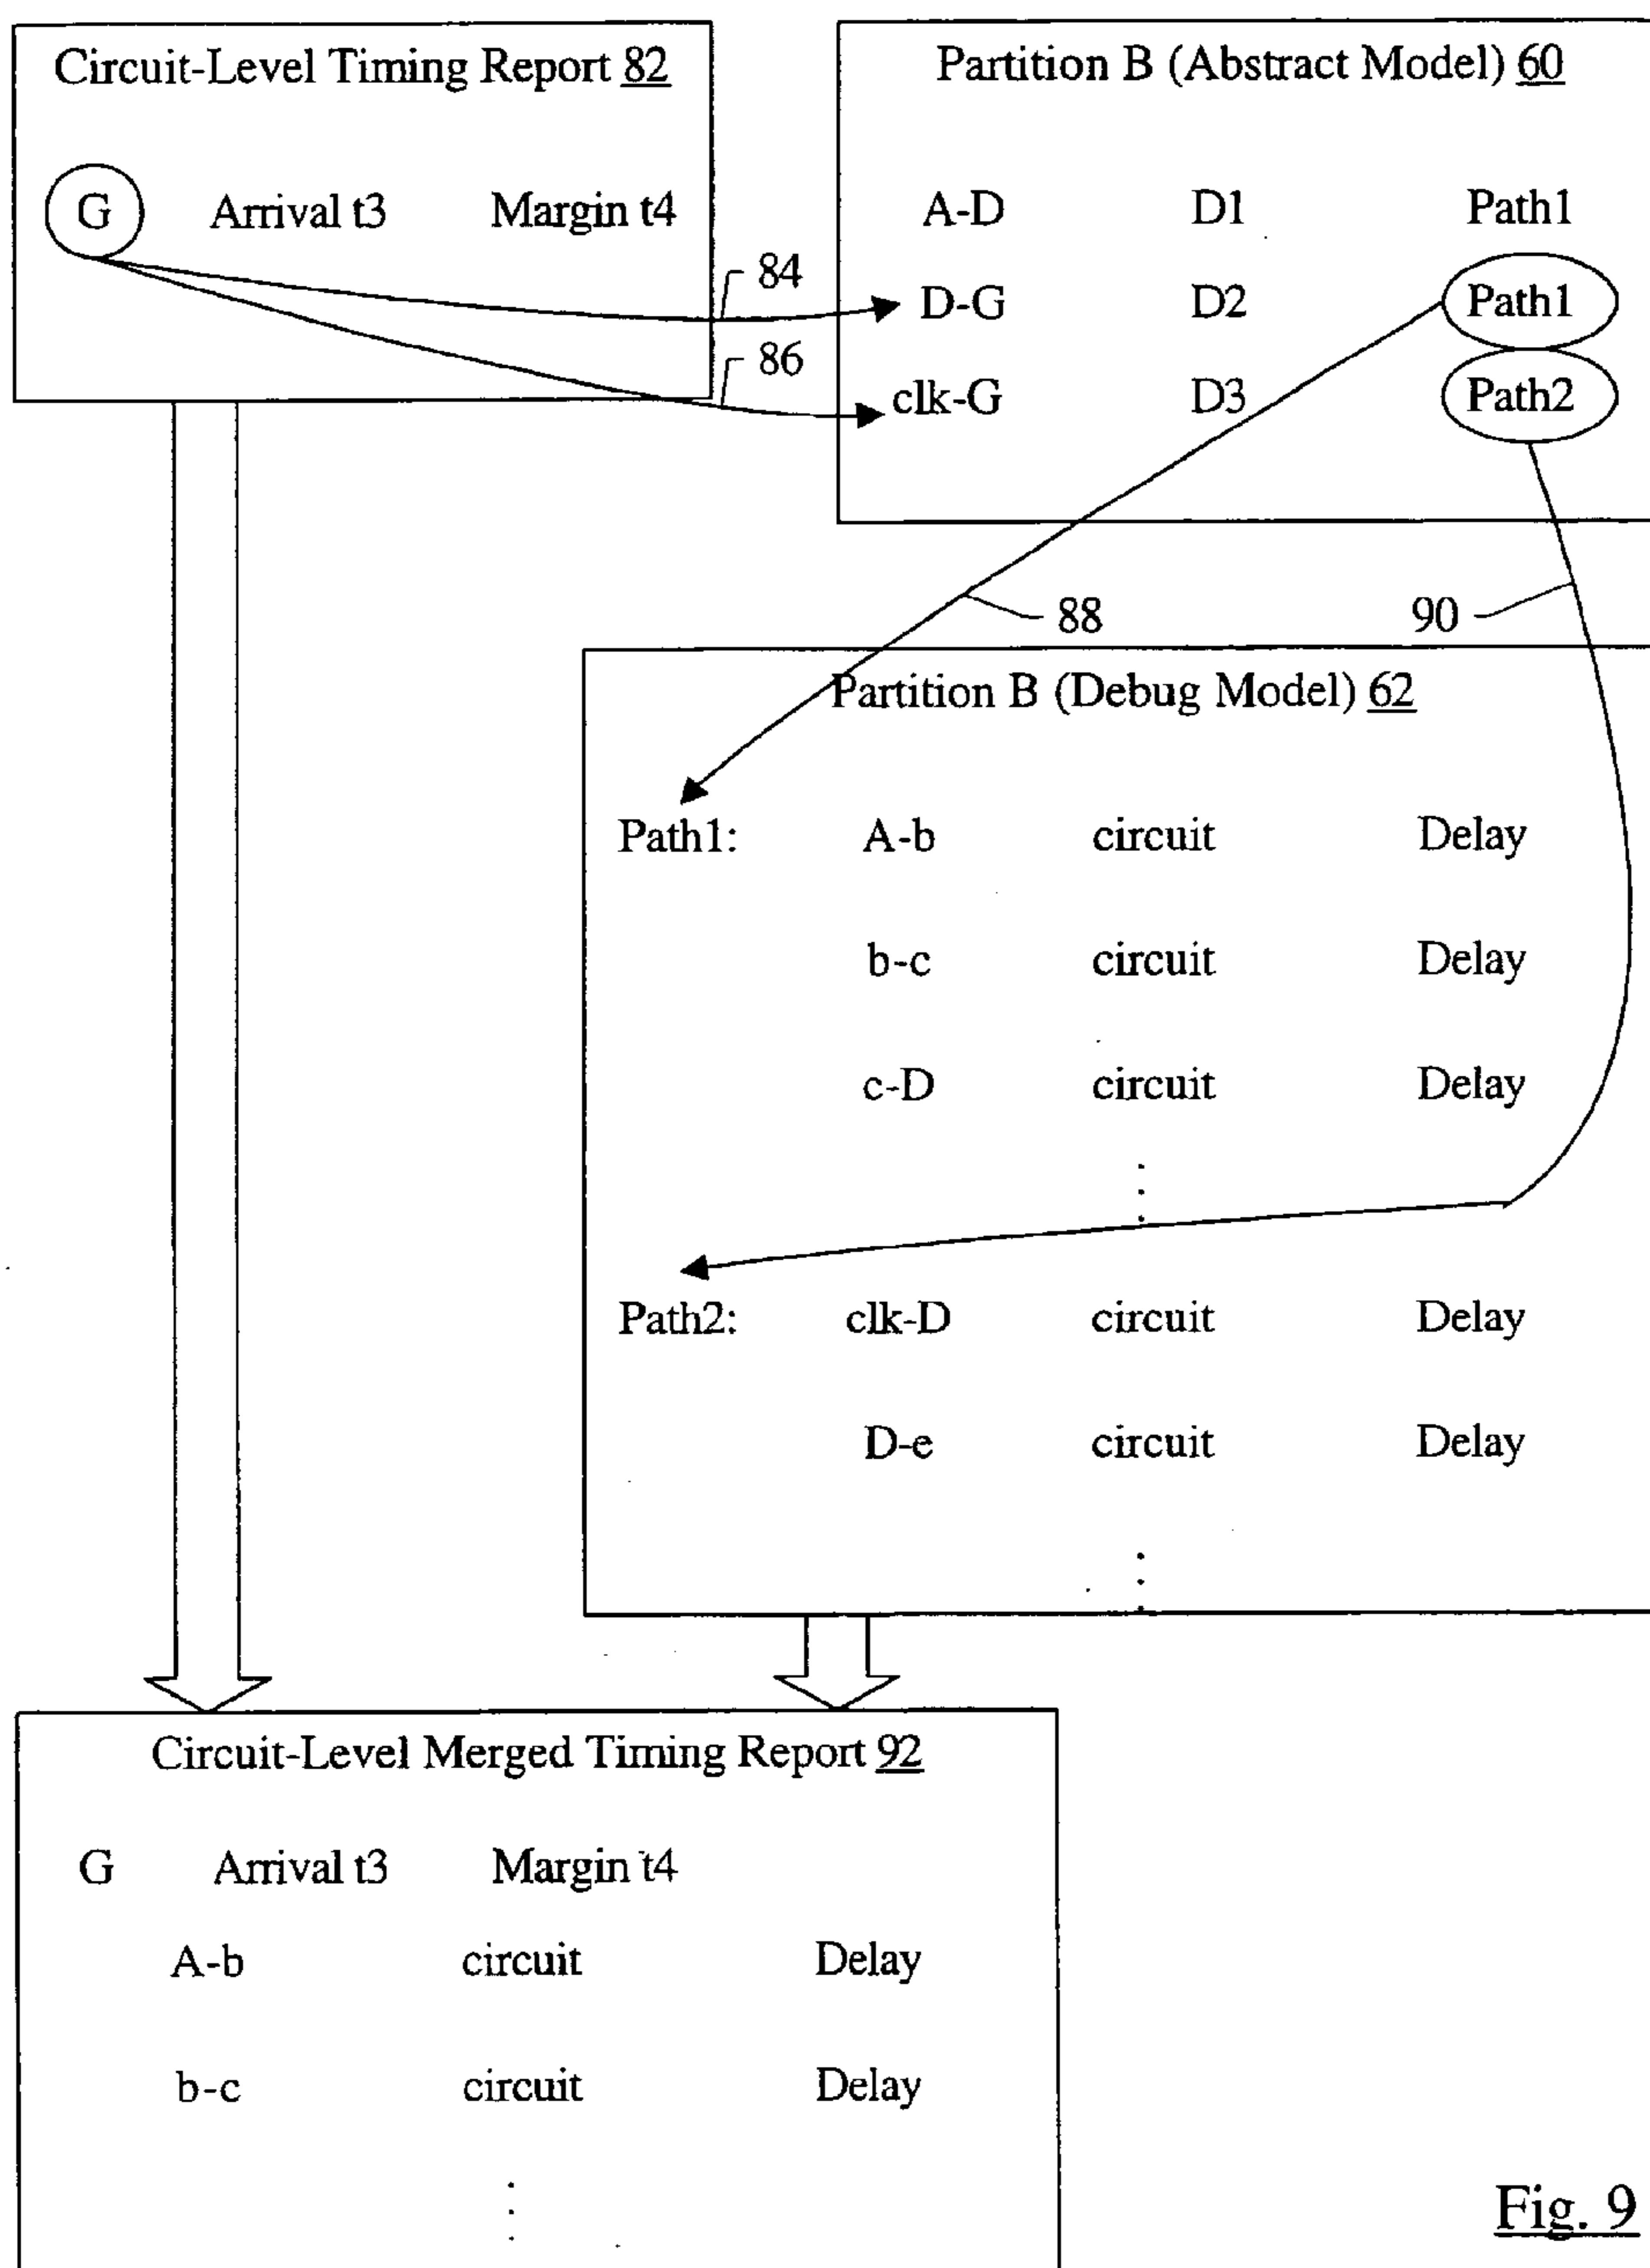 Circuit-Level Timing Report 82
G Arrival t3 Margin t4
Partition B (Abstract Model) 60
A-D D1 Path1
D-G D2 Path1
clk-G D3 Path2
84
86
88
90
Partition B (Debug Model) 62
Path1: A-b circuit Delay
b-c circuit Delay
c-D circuit Delay
Path2: clk-D circuit Delay
D-e circuit Delay
Circuit-Level Merged Timing Report 92
G Arrival t3 Margin t4
A-b circuit Delay
b-c circuit Delay
Fig. 9